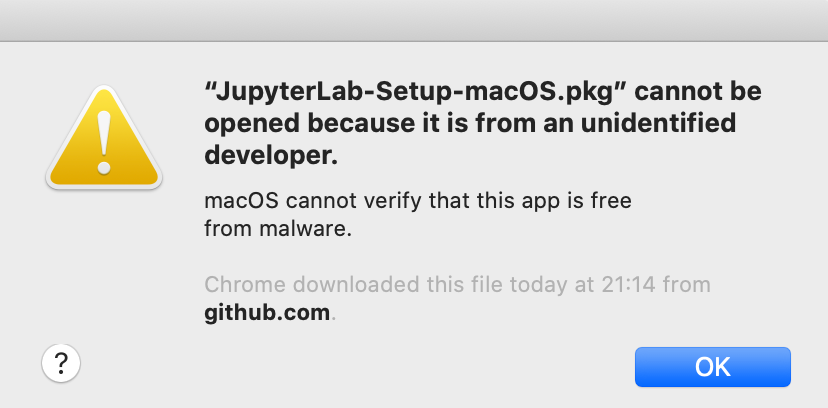 “JupyterLab-Setup-macOS.pkg” cannot be
opened because it is from an unidentified
developer.
macOS cannot verify that this app is free
from malware.
Chrome downloaded this file today at 21:14 from
github.com.
?
OK